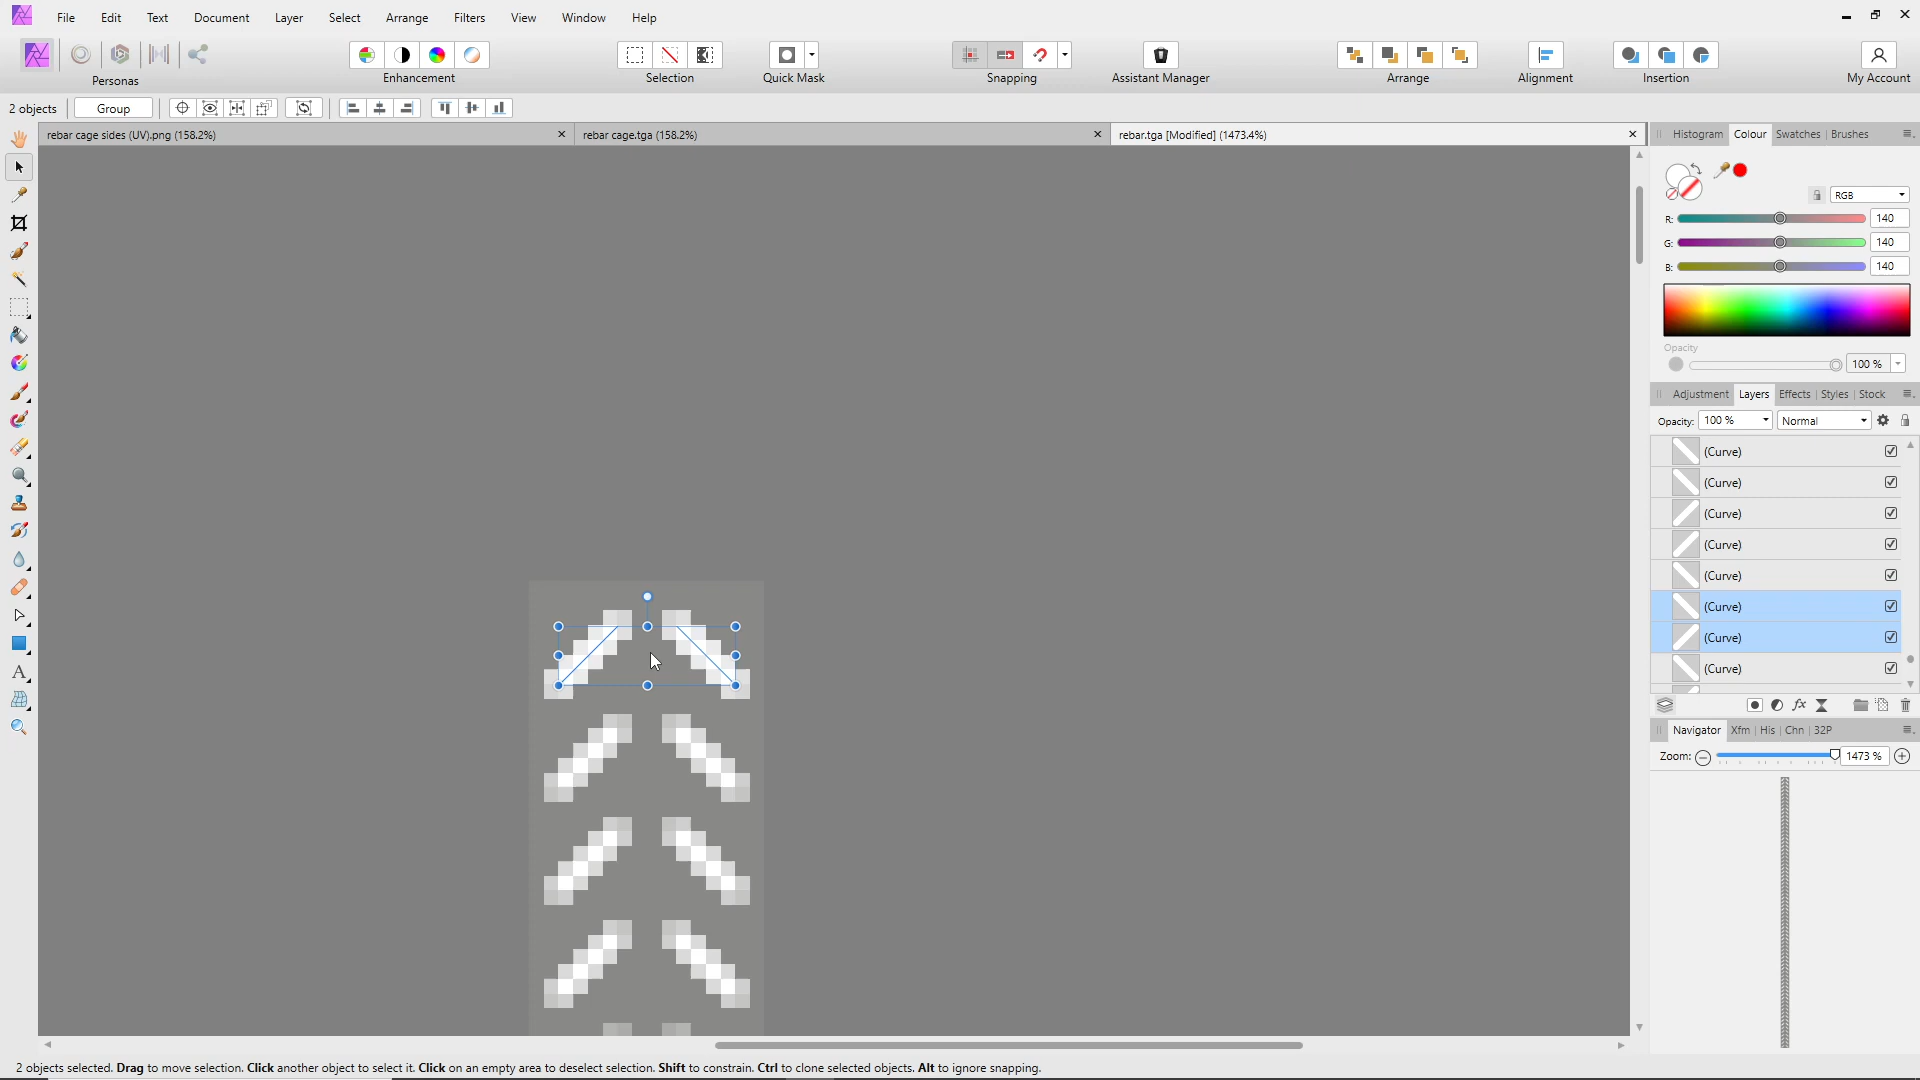 File Edit Text Document Layer Select Arrange Filters View Window Help
Personas
Enhancement
Selection
Quick Mask
Snapping
Assistant Manager
Arrange
Alignment
Insertion
My Account
2 objects
Group
rebar cage sides (UV).png (158.2%)
rebar cage.tga (158.2%)
rebar.tga [Modified] (1473.4%)
Histogram Colour Swatches Brushes
RGB
R: 140
G: 140
B: 140
Opacity
100 %
Adjustment Layers Effects Styles Stock
Opacity: 100 % Normal
(Curve)
(Curve)
(Curve)
(Curve)
(Curve)
(Curve)
(Curve)
(Curve)
Navigator Xfm His Chn 32P
Zoom: 1473 %
A
2 objects selected. Drag to move selection. Click another object to select it. Click on an empty area to deselect selection. Shift to constrain. Ctrl to clone selected objects. Alt to ignore snapping.